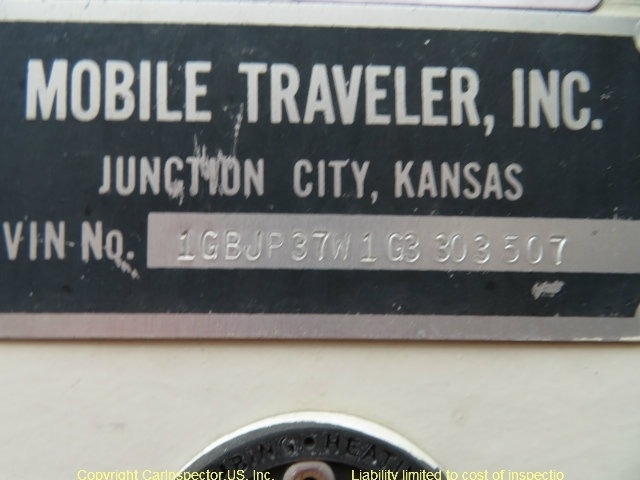 MOBILE TRAVELER, INC.
JUNCTION CITY, KANSAS
VIN NO. 1GBJP37W1G3303507
Copyright CarInspector.US, Inc. Liability limited to cost of inspectio